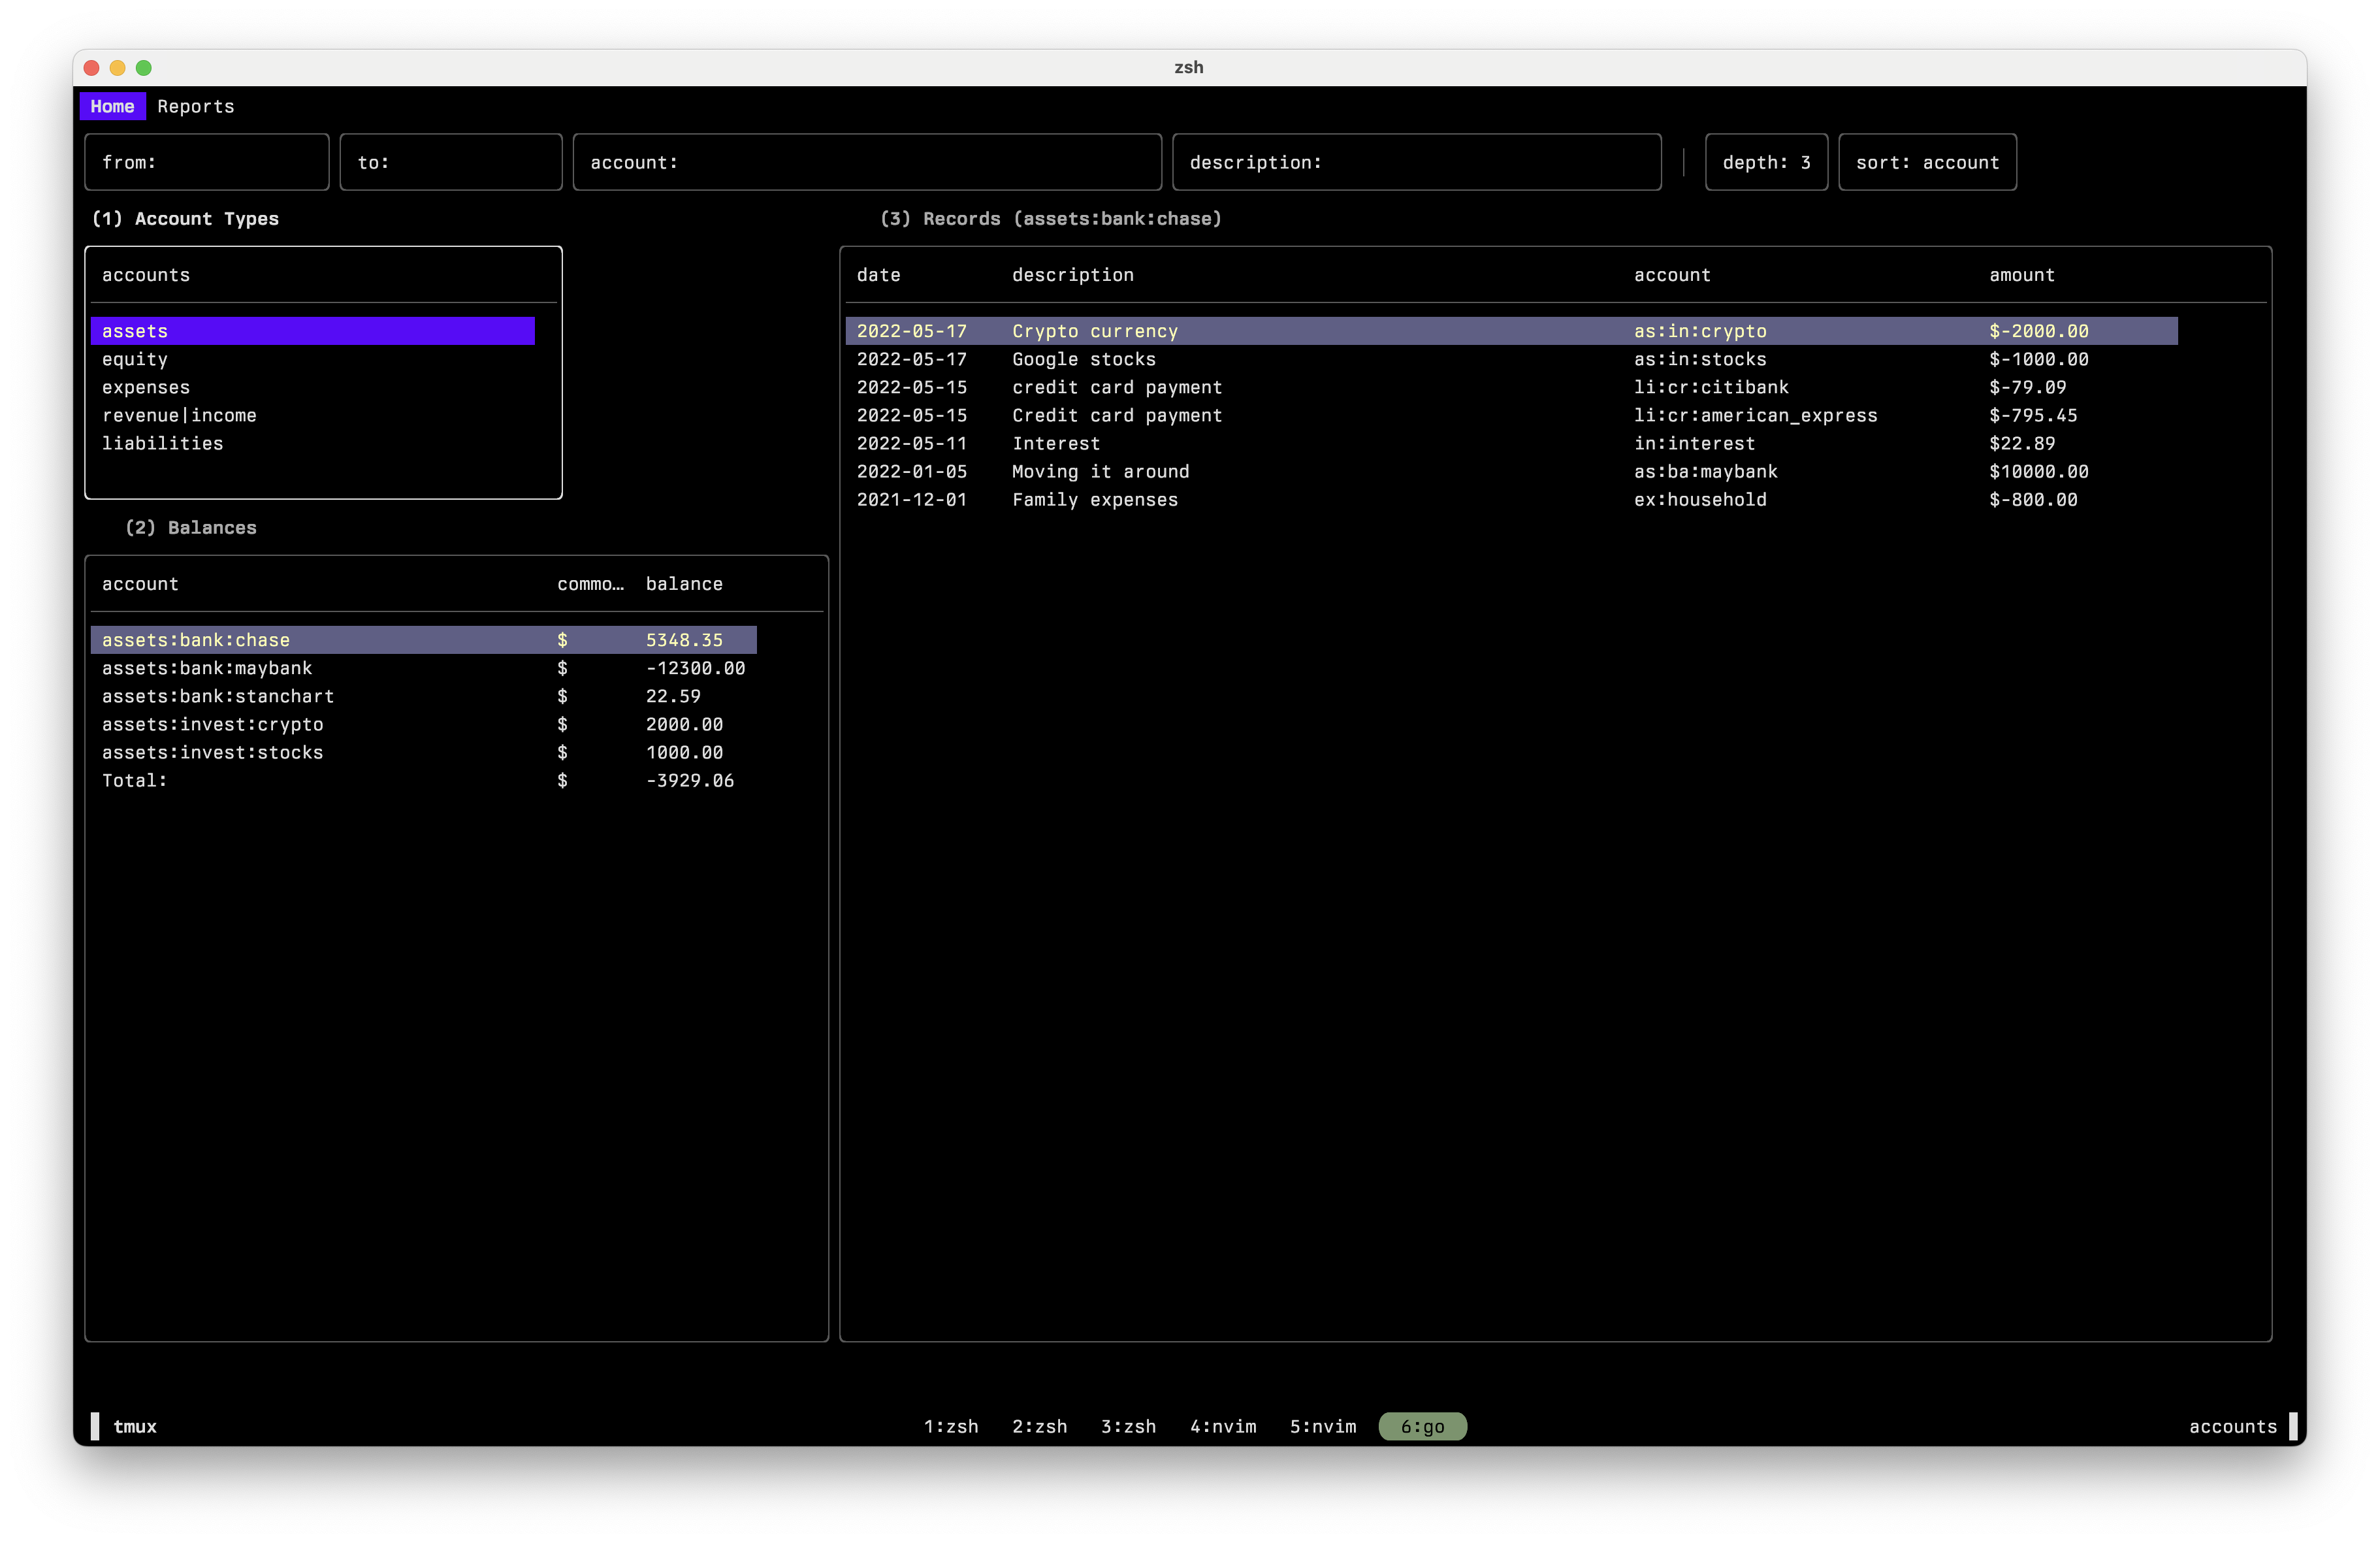 zsh
Home Reports
from: to: account: description: | depth: 3 sort: account
(1) Account Types
accounts
assets
equity
expenses
revenue|income
liabilities
(2) Balances
account commo… balance
assets:bank:chase $ 5348.35
assets:bank:maybank $ -12300.00
assets:bank:stanchart $ 22.59
assets:invest:crypto $ 2000.00
assets:invest:stocks $ 1000.00
Total: $ -3929.06
(3) Records (assets:bank:chase)
date description account amount
2022-05-17 Crypto currency as:in:crypto $-2000.00
2022-05-17 Google stocks as:in:stocks $-1000.00
2022-05-15 credit card payment li:cr:citibank $-79.09
2022-05-15 Credit card payment li:cr:american_express $-795.45
2022-05-11 Interest in:interest $22.89
2022-01-05 Moving it around as:ba:maybank $10000.00
2021-12-01 Family expenses ex:household $-800.00
tmux 1:zsh 2:zsh 3:zsh 4:nvim 5:nvim 6:go accounts